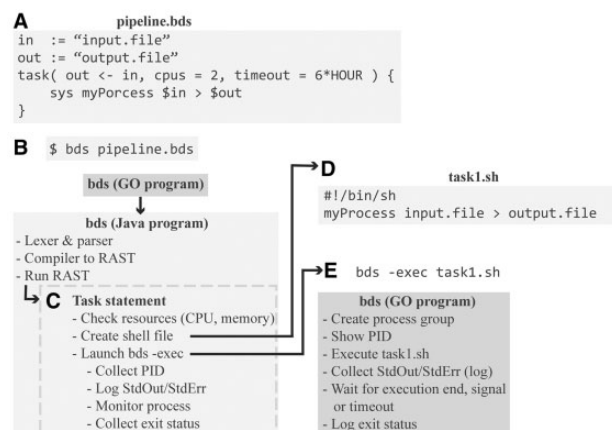 A
pipeline.bds
in := “input.file”
out := “output.file”
task( out <- in, cpus = 2, timeout = 6*HOUR ) {
sys myPorcess $in > $out
}
B $ bds pipeline.bds
bds (GO program)
bds (Java program)
- Lexer & parser
- Compiler to RAST
- Run RAST
C Task statement
- Check resources (CPU, memory)
- Create shell file
- Launch bds -exec
- Collect PID
- Log StdOut/StdErr
- Monitor process
- Collect exit status
D
task1.sh
#!/bin/sh
myProcess input.file > output.file
E bds -exec task1.sh
bds (GO program)
- Create process group
- Show PID
- Execute task1.sh
- Collect StdOut/StdErr (log)
- Wait for execution end, signal
or timeout
- Log exit status